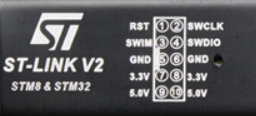 ST
ST-LINK V2
STM8 & STM32
RST 1 2 SWCLK
SWIM 3 4 SWDIO
GND 5 6 GND
3.3V 7 8 3.3V
5.0V 9 10 5.0V